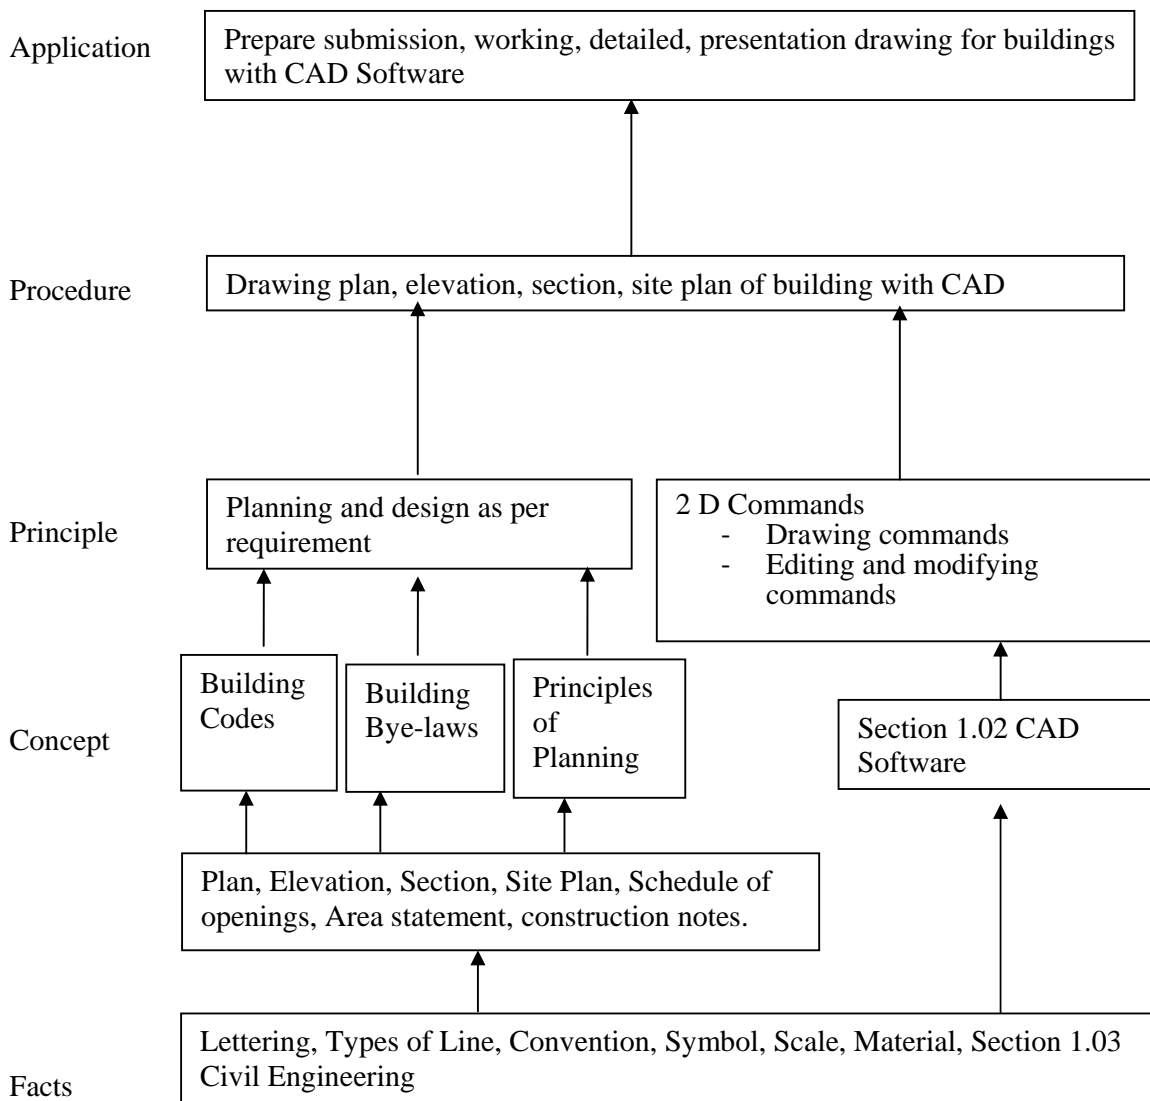 Application
Prepare submission, working, detailed, presentation drawing for buildings
with CAD Software
Procedure
Drawing plan, elevation, section, site plan of building with CAD
Principle
Planning and design as per
requirement
2 D Commands
- Drawing commands
- Editing and modifying
commands
Concept
Building
Codes
Building
Bye-laws
Principles
of
Planning
Section 1.02 CAD
Software
Plan, Elevation, Section, Site Plan, Schedule of
openings, Area statement, construction notes.
Facts
Lettering, Types of Line, Convention, Symbol, Scale, Material, Section 1.03
Civil Engineering